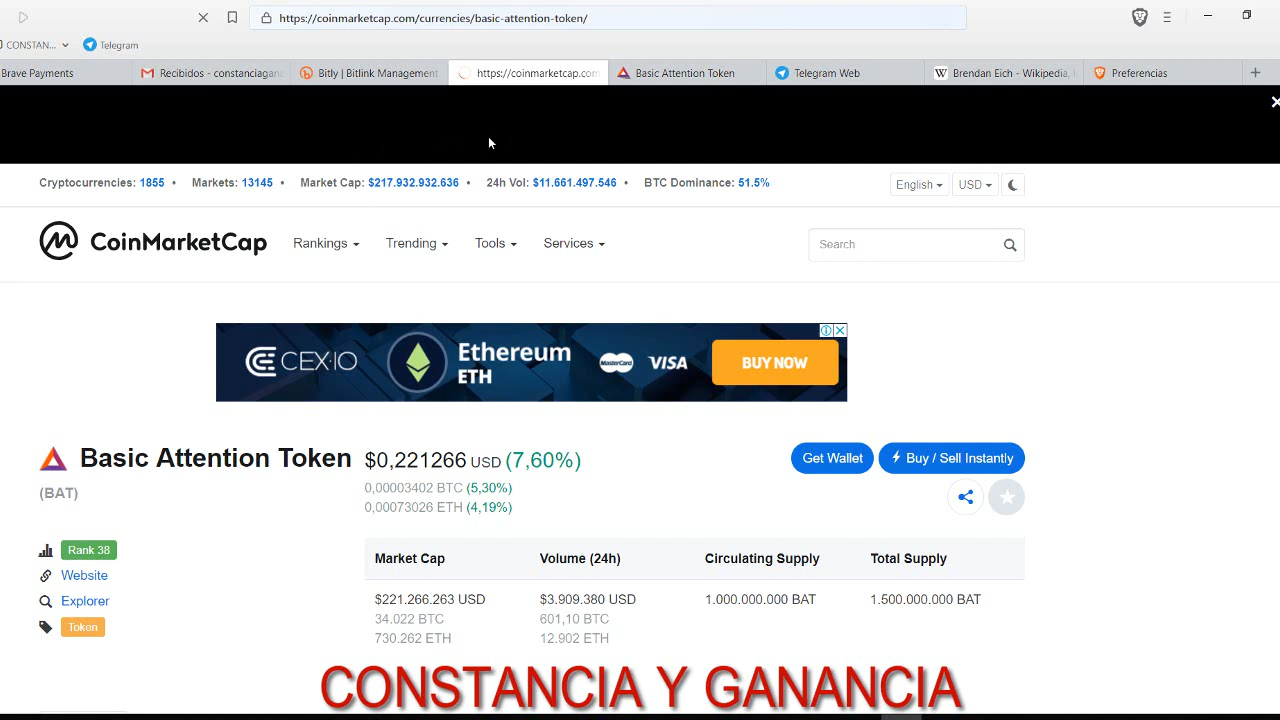 https://coinmarketcap.com/currencies/basic-attention-token/
CONSTAN... Telegram
Brave Payments Recibidos - constanciagan Bitly | Bitlink Management https://coinmarketcap.com Basic Attention Token Telegram Web Brendan Eich - Wikipedia, Preferencias
Cryptocurrencies: 1855 • Markets: 13145 • Market Cap: $217.932.932.636 • 24h Vol: $11.661.497.546 • BTC Dominance: 51.5% English USD
CoinMarketCap Rankings Trending Tools Services Search
CEX.IO Ethereum ETH MasterCard VISA BUY NOW
Basic Attention Token $0,221266 USD (7,60%) Get Wallet Buy / Sell Instantly
(BAT) 0,00003402 BTC (5,30%)
0,00073026 ETH (4,19%)
Rank 38 Market Cap Volume (24h) Circulating Supply Total Supply
Website
Explorer $221.266.263 USD $3.909.380 USD 1.000.000.000 BAT 1.500.000.000 BAT
Token 34.022 BTC 601,10 BTC
730.262 ETH 12.902 ETH
CONSTANCIA Y GANANCIA